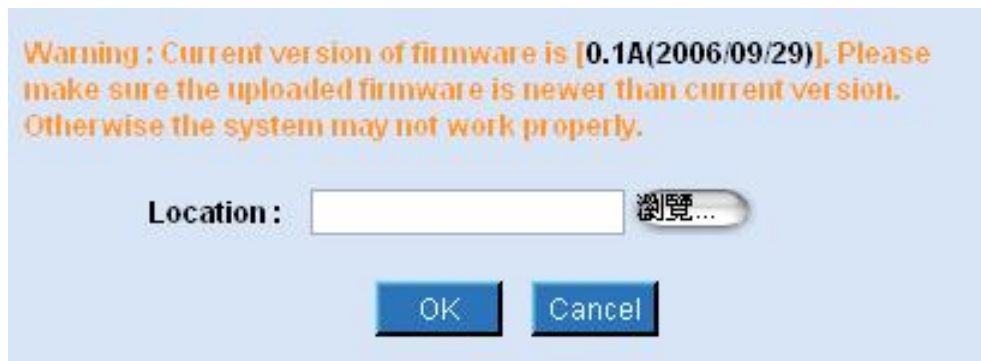 Warning : Current version of firmware is [0.1A(2006/09/29)]. Please
make sure the uploaded firmware is newer than current version.
Otherwise the system may not work properly.
Location : 瀏覽...
OK Cancel